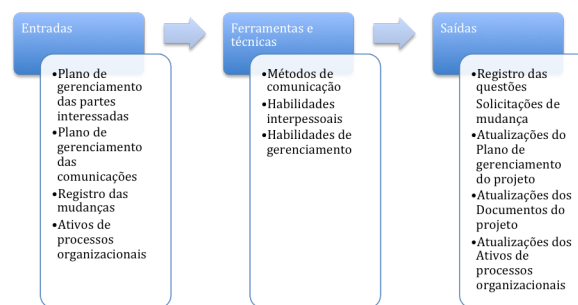 Entradas
•Plano de
gerenciamento
das partes
interessadas
•Plano de
gerenciamento
das
comunicações
•Registro das
mudanças
•Ativos de
processos
organizacionais
Ferramentas e
técnicas
•Métodos de
comunicação
•Habilidades
interpessoais
•Habilidades de
gerenciamento
Saídas
•Registro das
questões
Solicitações de
mudança
•Atualizações do
Plano de
gerenciamento
do projeto
•Atualizações dos
Documentos do
projeto
•Atualizações dos
Ativos de
processos
organizacionais